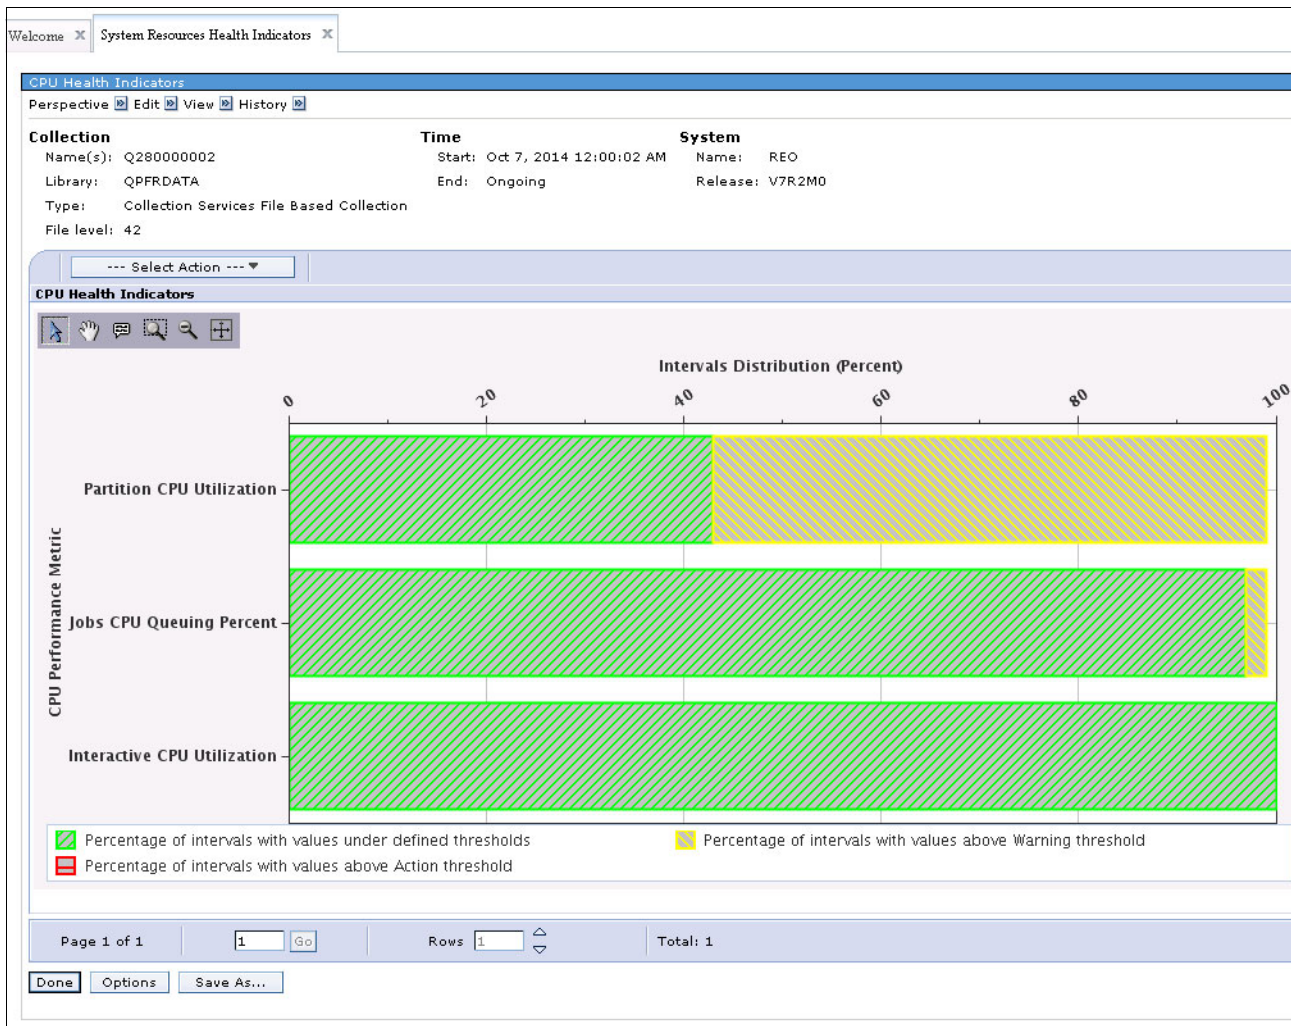 Welcome X System Resources Health Indicators X
CPU Health Indicators
Perspective Edit View History
Collection Time System
Name(s): Q280000002 Start: Oct 7, 2014 12:00:02 AM Name: REO
Library: QPFRDATA End: Ongoing Release: V7R2M0
Type: Collection Services File Based Collection
File level: 42
--- Select Action ---
CPU Health Indicators
Intervals Distribution (Percent)
0 20 40 60 80 100
CPU Performance Metric
Partition CPU Utilization
Jobs CPU Queuing Percent
Interactive CPU Utilization
Percentage of intervals with values under defined thresholds Percentage of intervals with values above Warning threshold
Percentage of intervals with values above Action threshold
Page 1 of 1 1 Go Rows 1 Total: 1
Done Options Save As...